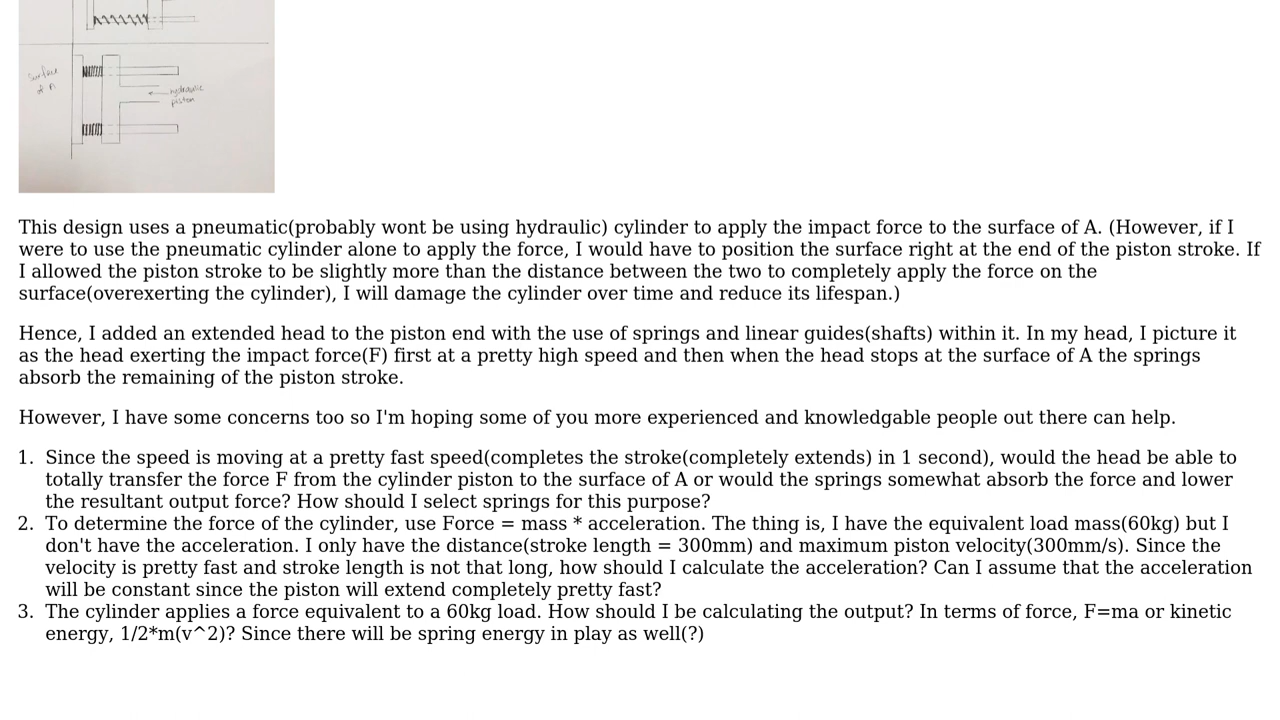 Surface
of A
hydraulic
piston
This design uses a pneumatic(probably wont be using hydraulic) cylinder to apply the impact force to the surface of A. (However, if I
were to use the pneumatic cylinder alone to apply the force, I would have to position the surface right at the end of the piston stroke. If
I allowed the piston stroke to be slightly more than the distance between the two to completely apply the force on the
surface(overexerting the cylinder), I will damage the cylinder over time and reduce its lifespan.)
Hence, I added an extended head to the piston end with the use of springs and linear guides(shafts) within it. In my head, I picture it
as the head exerting the impact force(F) first at a pretty high speed and then when the head stops at the surface of A the springs
absorb the remaining of the piston stroke.
However, I have some concerns too so I'm hoping some of you more experienced and knowledgable people out there can help.
1. Since the speed is moving at a pretty fast speed(completes the stroke(completely extends) in 1 second), would the head be able to
totally transfer the force F from the cylinder piston to the surface of A or would the springs somewhat absorb the force and lower
the resultant output force? How should I select springs for this purpose?
2. To determine the force of the cylinder, use Force = mass * acceleration. The thing is, I have the equivalent load mass(60kg) but I
don't have the acceleration. I only have the distance(stroke length = 300mm) and maximum piston velocity(300mm/s). Since the
velocity is pretty fast and stroke length is not that long, how should I calculate the acceleration? Can I assume that the acceleration
will be constant since the piston will extend completely pretty fast?
3. The cylinder applies a force equivalent to a 60kg load. How should I be calculating the output? In terms of force, F=ma or kinetic
energy, 1/2*m(v^2)? Since there will be spring energy in play as well(?)